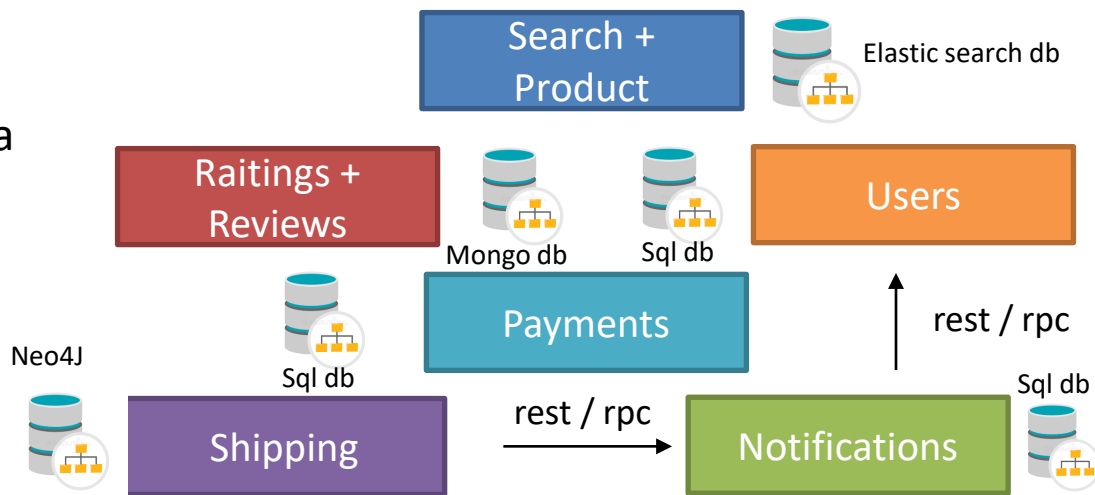 Search +
Product
Elastic search db
a
Raitings +
Reviews
Mongo db
Sql db
Users
Sql db
Payments
rest / rpc
Neo4J
Shipping
rest / rpc
Notifications
Sql db